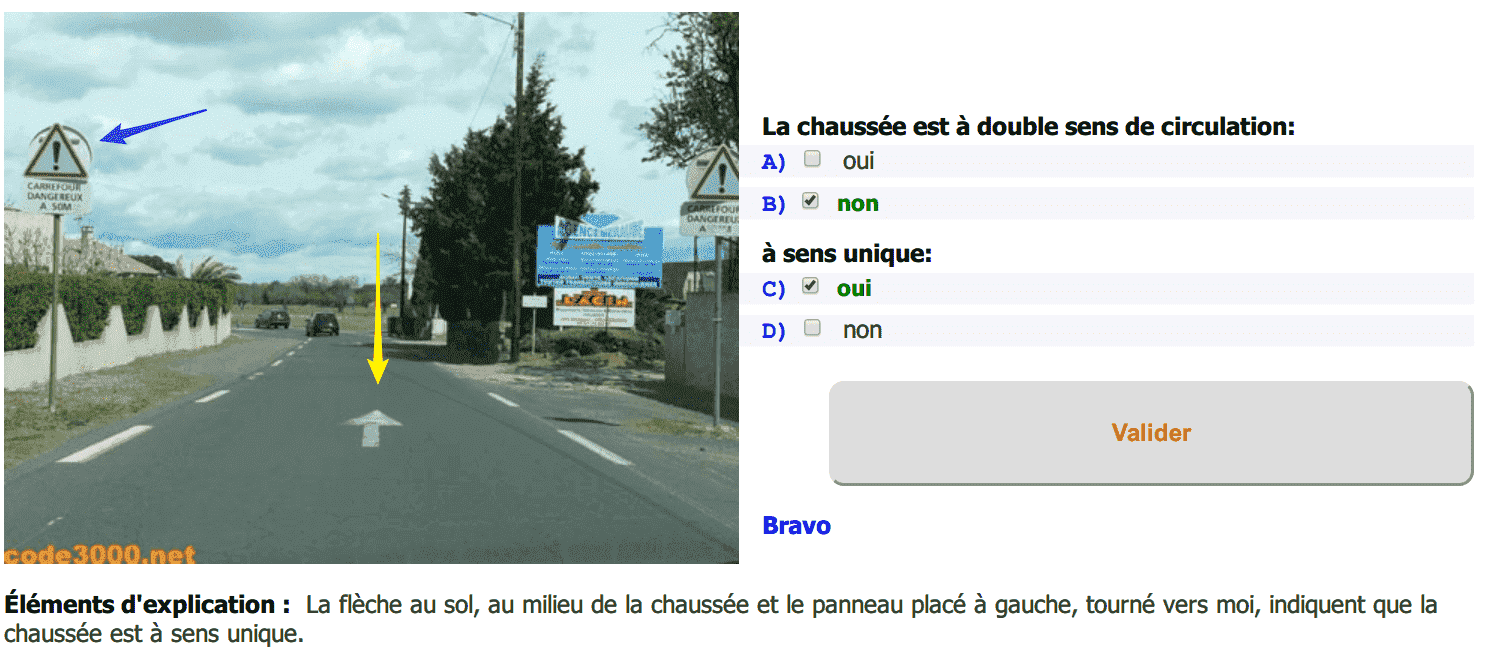 La chaussée est à double sens de circulation:
A) oui
B) non
à sens unique:
C) oui
D) non
Valider
Bravo
CARREFOUR
DANGEREUX
A 50M
CARREFOUR
DANGEREUX
code3000.net
Éléments d'explication : La flèche au sol, au milieu de la chaussée et le panneau placé à gauche, tourné vers moi, indiquent que la
chaussée est à sens unique.